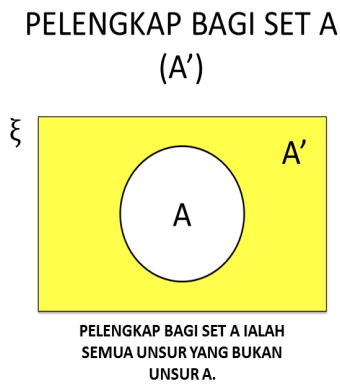 PELENGKAP BAGI SET A
(A’)
ξ
A’
A
PELENGKAP BAGI SET A IALAH
SEMUA UNSUR YANG BUKAN
UNSUR A.